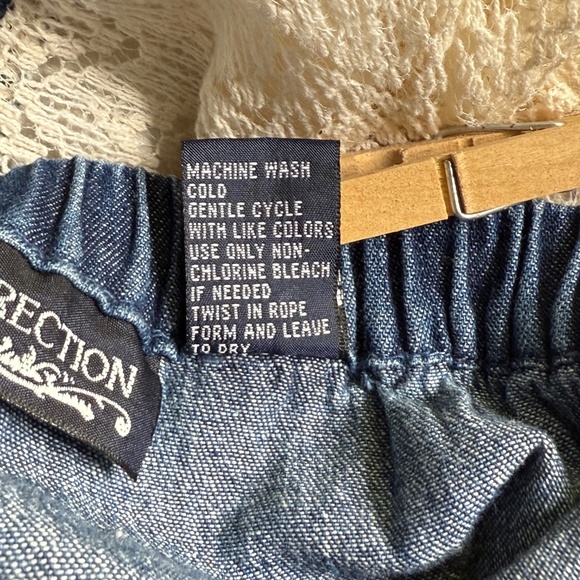 MACHINE WASH
COLD
GENTLE CYCLE
WITH LIKE COLORS
USE ONLY NON-
CHLORINE BLEACH
IF NEEDED
TWIST IN ROPE
FORM AND LEAVE
TO DRY
RECTION